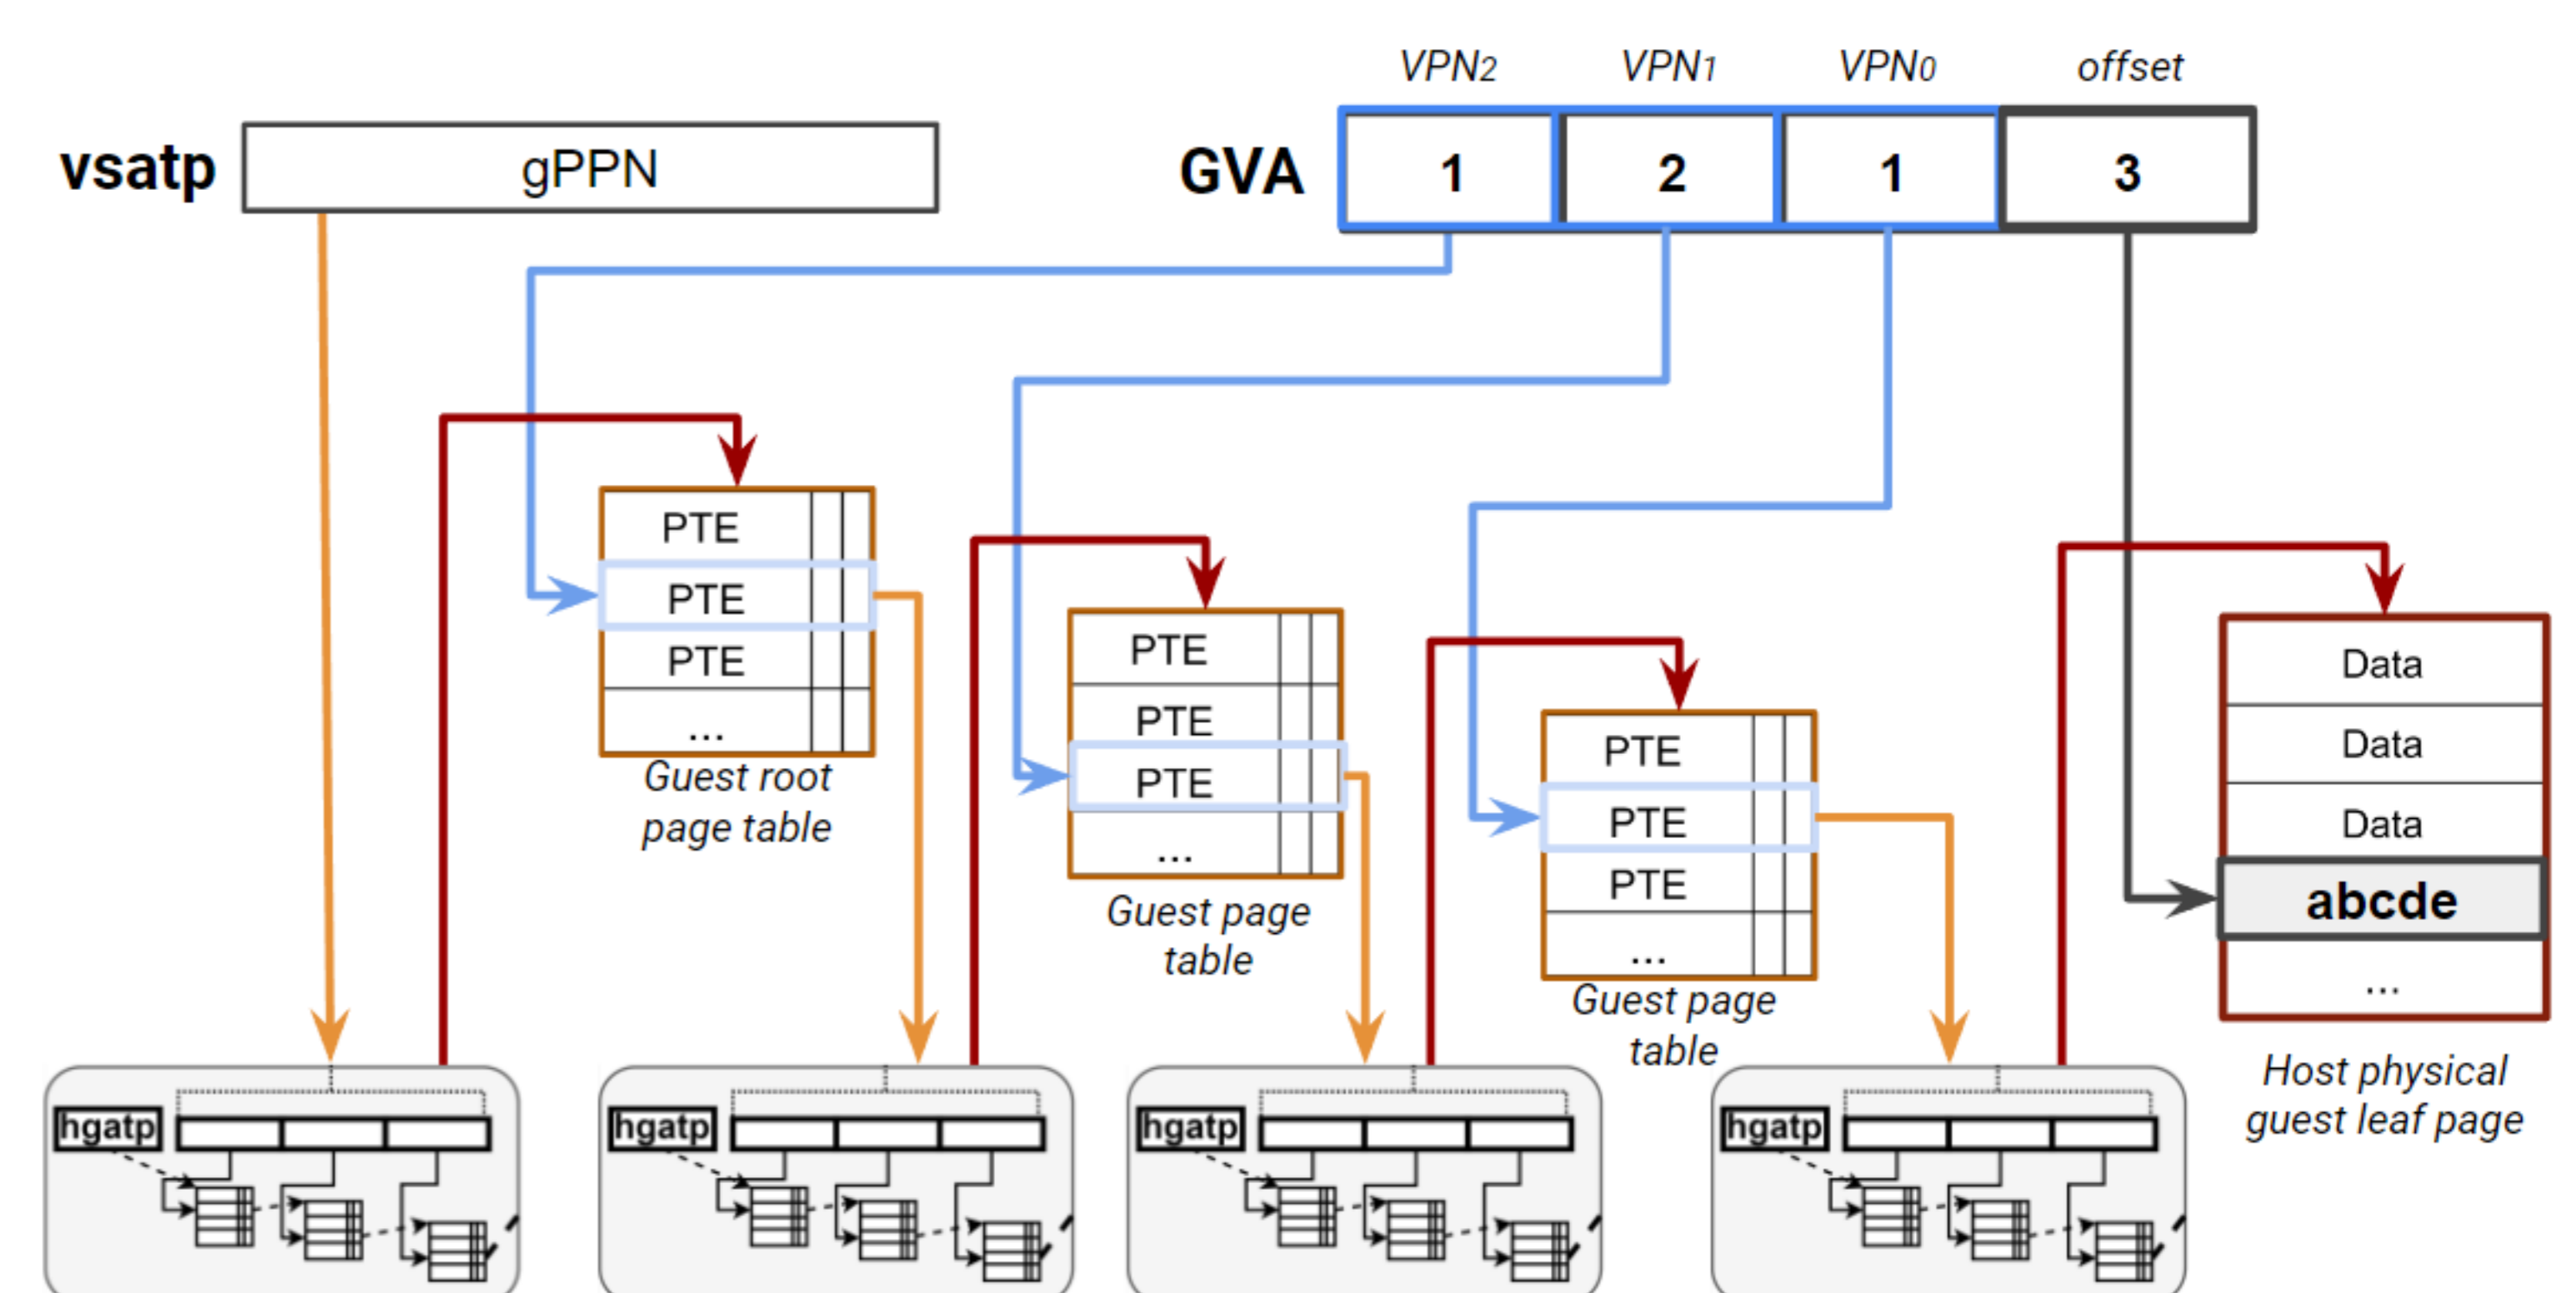 VPN2 VPN1 VPN0 offset
vsatp gPPN GVA 1 2 1 3
PTE
PTE
PTE
...
Guest root
page table
PTE
PTE
PTE
...
Guest page
table
PTE
PTE
PTE
...
Guest page
table
Data
Data
Data
abcde
...
Host physical
guest leaf page
hgatp
hgatp
hgatp
hgatp